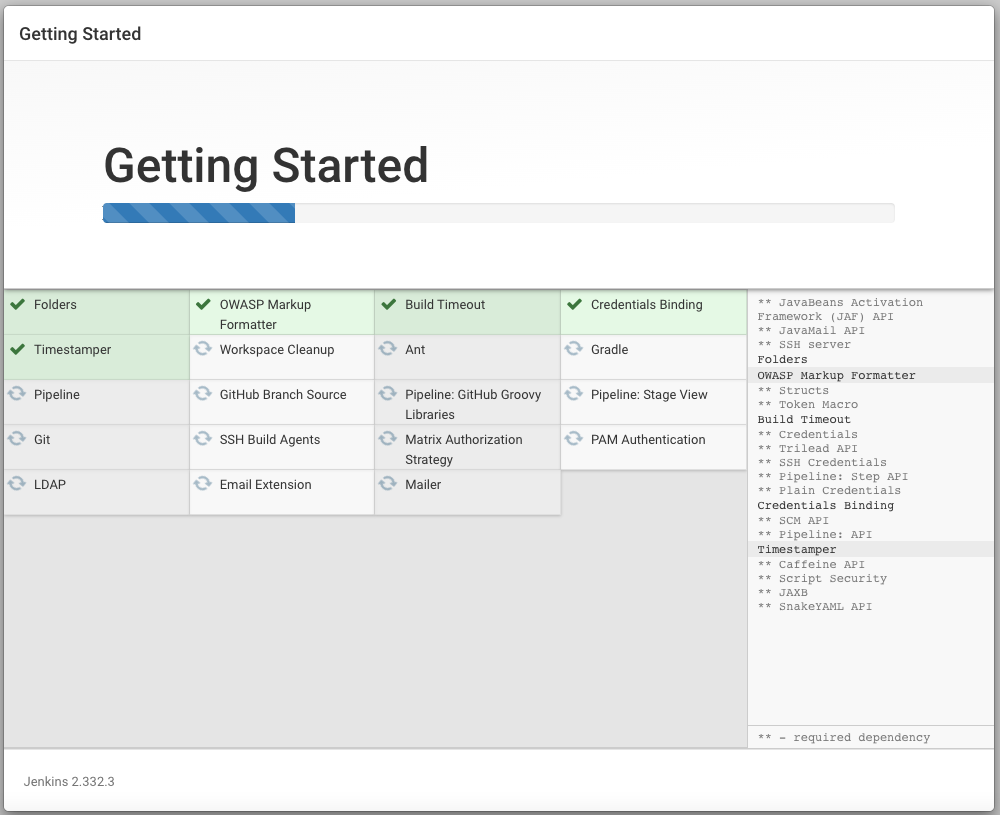 Getting Started
Getting Started
Folders
OWASP Markup
Formatter
Build Timeout
Credentials Binding
Timestamper
Workspace Cleanup
Ant
Gradle
Pipeline
GitHub Branch Source
Pipeline: GitHub Groovy
Libraries
Pipeline: Stage View
Git
SSH Build Agents
Matrix Authorization
Strategy
PAM Authentication
LDAP
Email Extension
Mailer
** JavaBeans Activation
Framework (JAF) API
** JavaMail API
** SSH server
Folders
OWASP Markup Formatter
** Structs
** Token Macro
Build Timeout
** Credentials
** Trilead API
** SSH Credentials
** Pipeline: Step API
** Plain Credentials
Credentials Binding
** SCM API
** Pipeline: API
Timestamper
** Caffeine API
** Script Security
** JAXB
** SnakeYAML API
** - required dependency
Jenkins 2.332.3